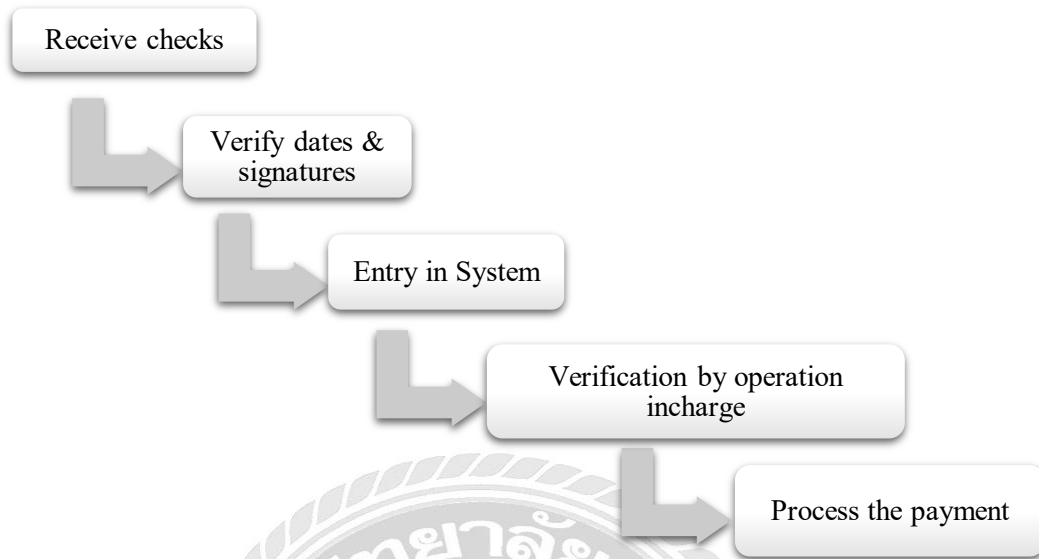 Receive checks
Verify dates &
signatures
Entry in System
Verification by operation
incharge
Process the payment